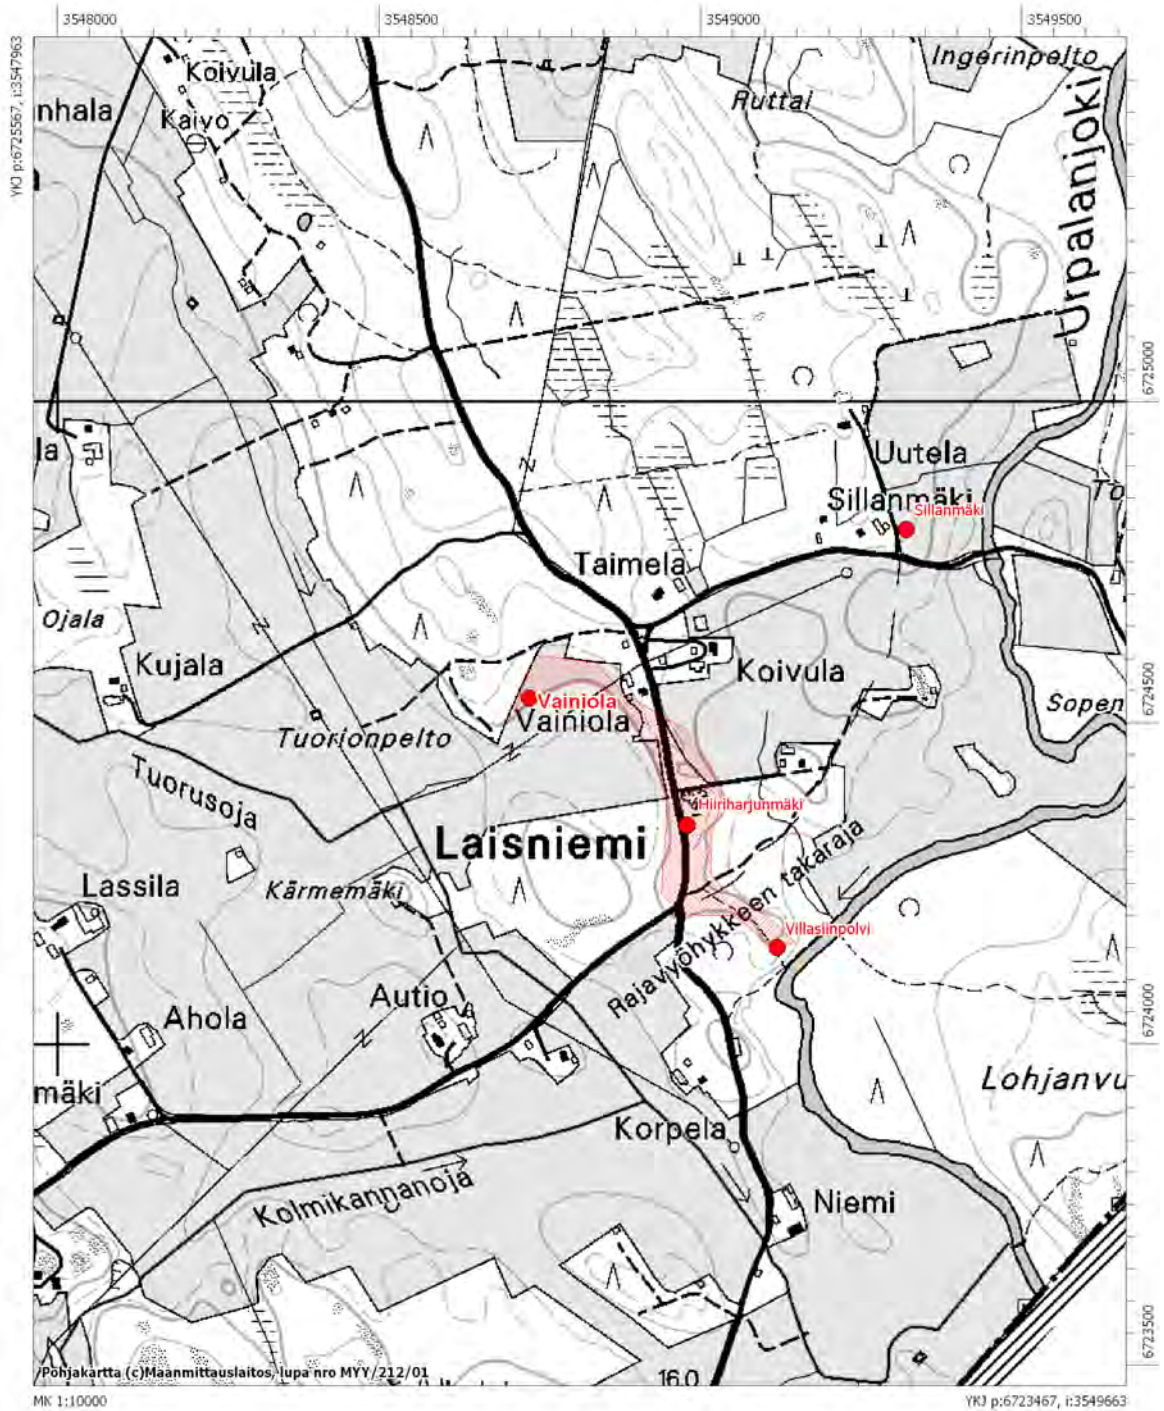 3548000
3548500
3549000
3549500
YKJ p:6725567, i:3547963
Koivula
Kaivo
nhala
Ruttai
Ingerinpelto
Urpalanjoki
6725000
la
Uutela
Sillanmäki
Sillanmäki
To
Taimela
Ojala
Kujala
Koivula
Vainiola
Vainiola
Sopen
6724500
Tuorionpelto
Tuorusoja
Hiiriharjunmäki
Laisniemi
Rajavyöhykkeen takaraja
Lassila
Kärmemäki
Villasiinpolvi
Autio
Ahola
6724000
mäki
Lohjanvu
Korpela
Kolmikannanoja
Niemi
6723500
/Pohjakartta (c)Maanmittauslaitos, lupa nro MYY/212/01
16.0
MK 1:10000
YKJ p:6723467, i:3549663